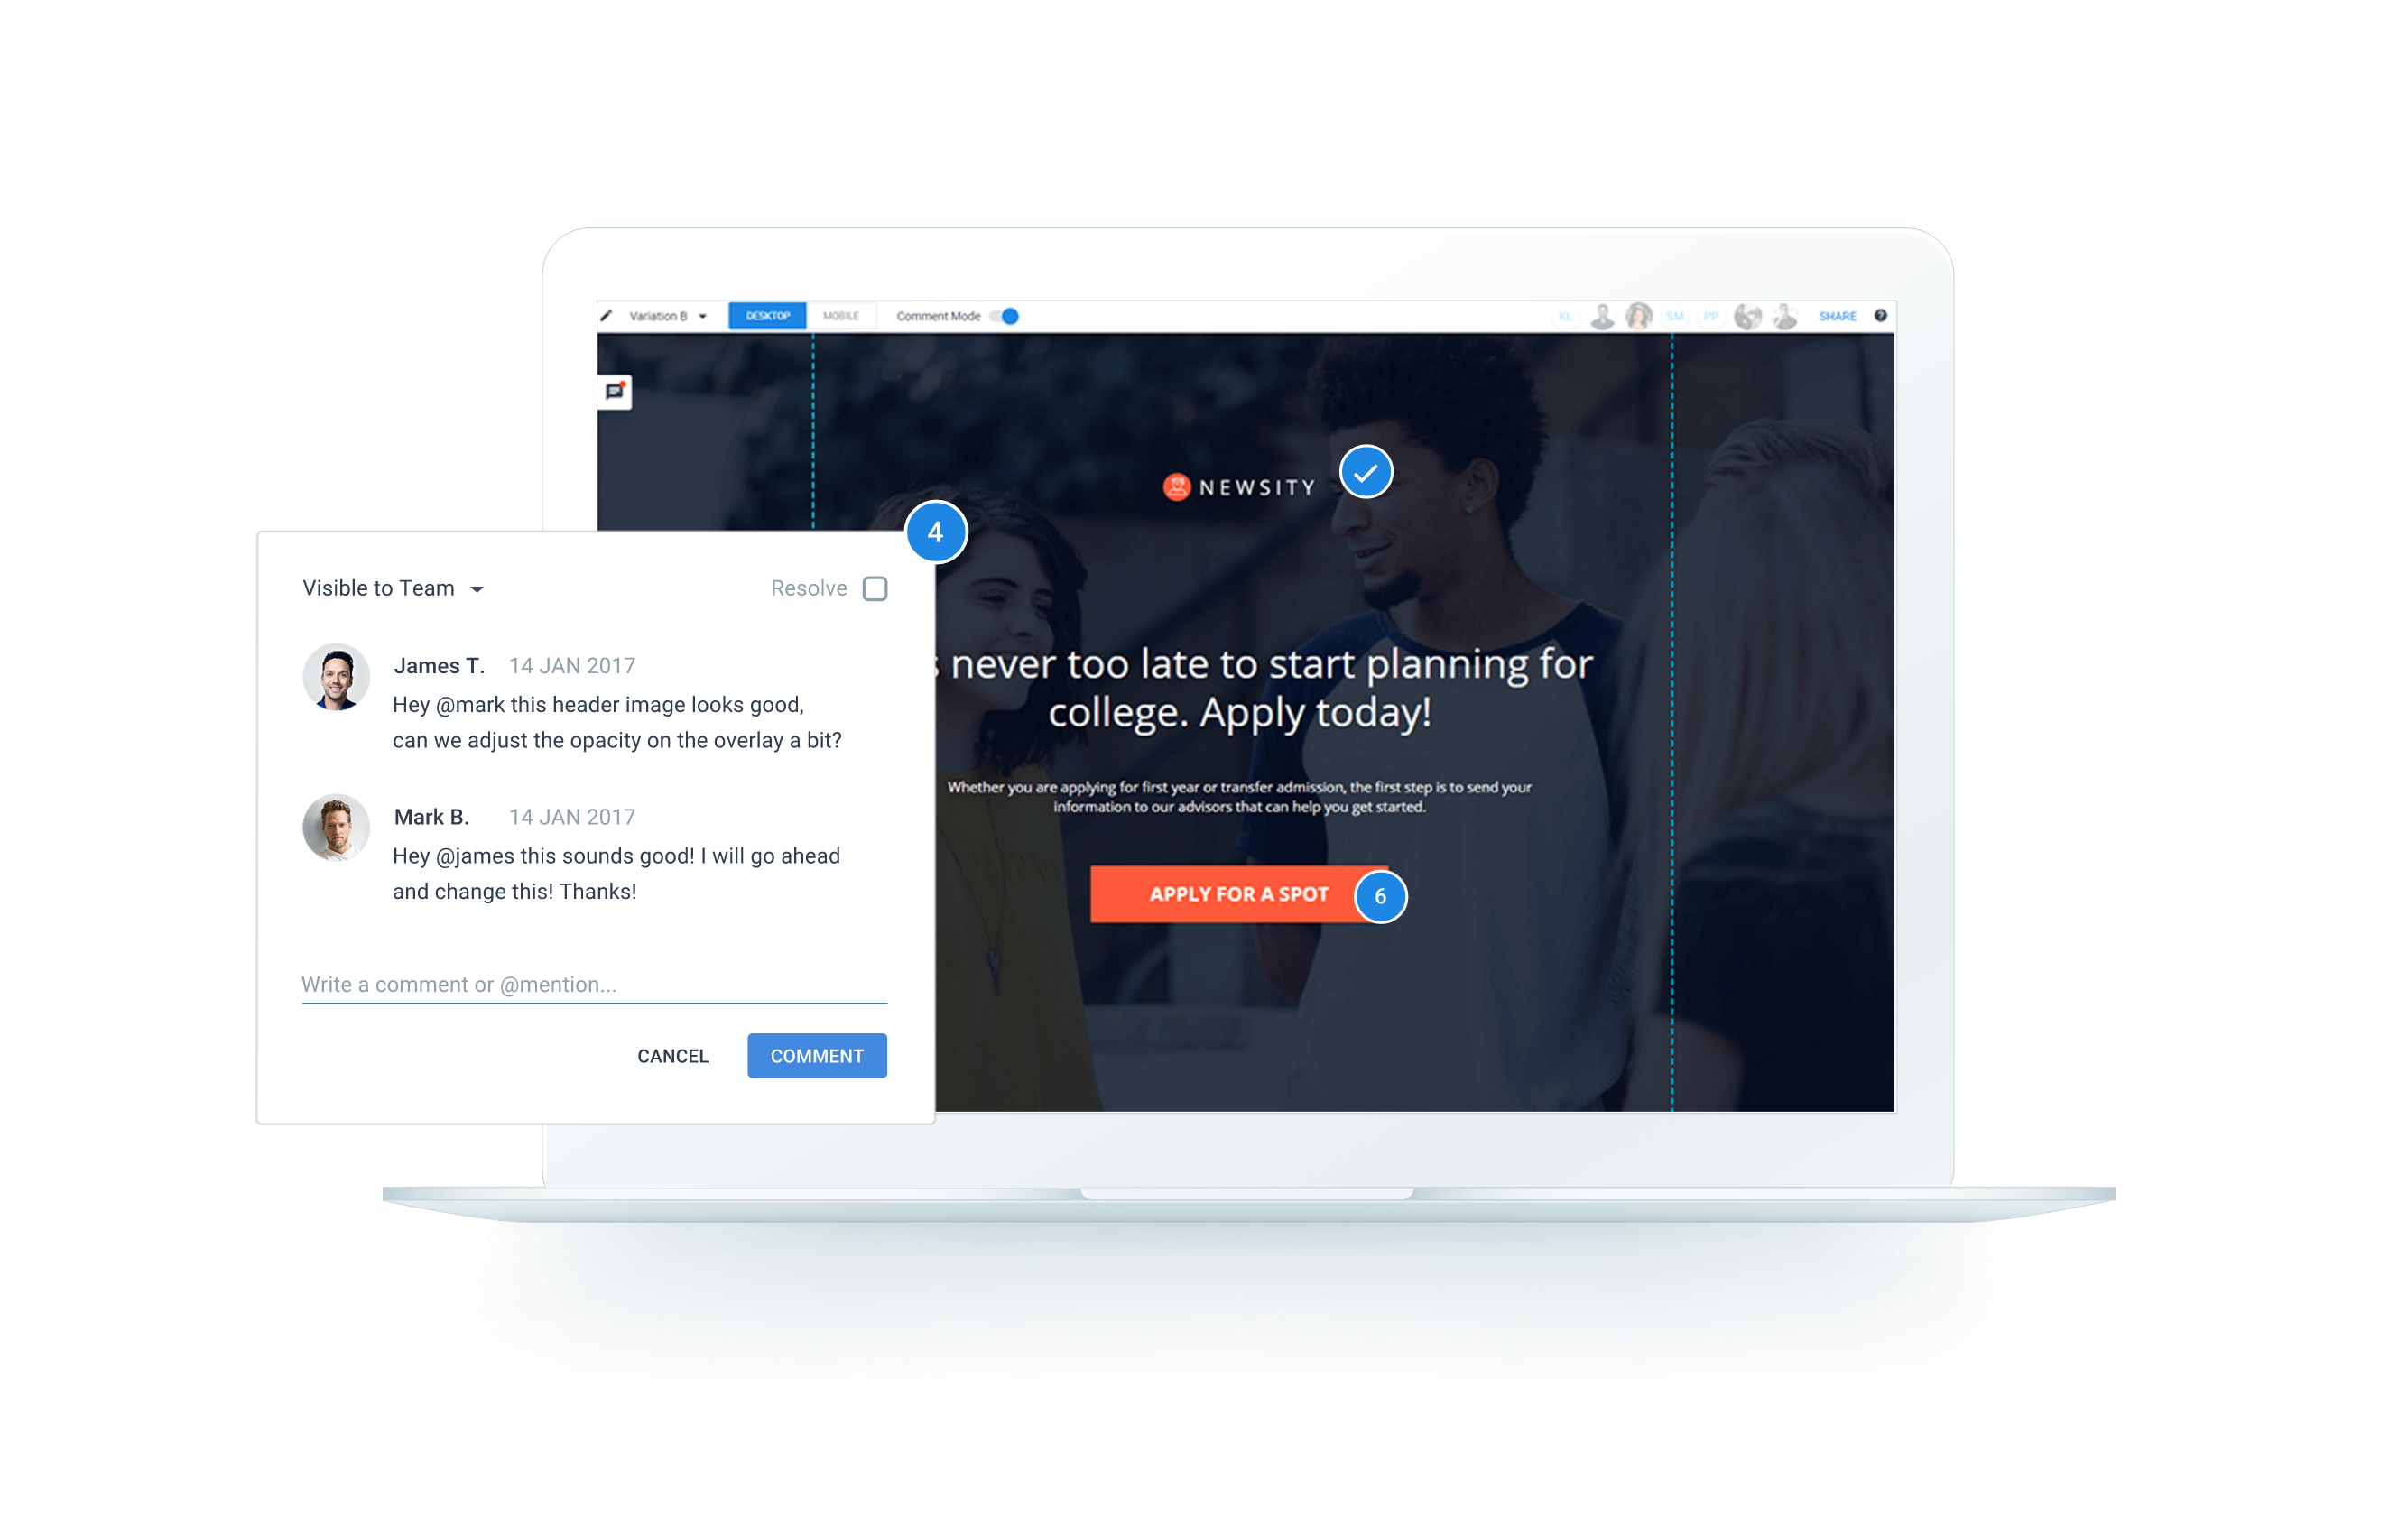 Variation B
DESKTOP
MOBILE
Comment Mode
KL
SM
PP
SHARE
?
NEWSITY
4
Visible to Team
Resolve
James T. 14 JAN 2017
Hey @mark this header image looks good,
can we adjust the opacity on the overlay a bit?
Mark B. 14 JAN 2017
Hey @james this sounds good! I will go ahead
and change this! Thanks!
Write a comment or @mention...
CANCEL
COMMENT
never too late to start planning for
college. Apply today!
Whether you are applying for first year or transfer admission, the first step is to send your
information to our advisors that can help you get started.
APPLY FOR A SPOT
6